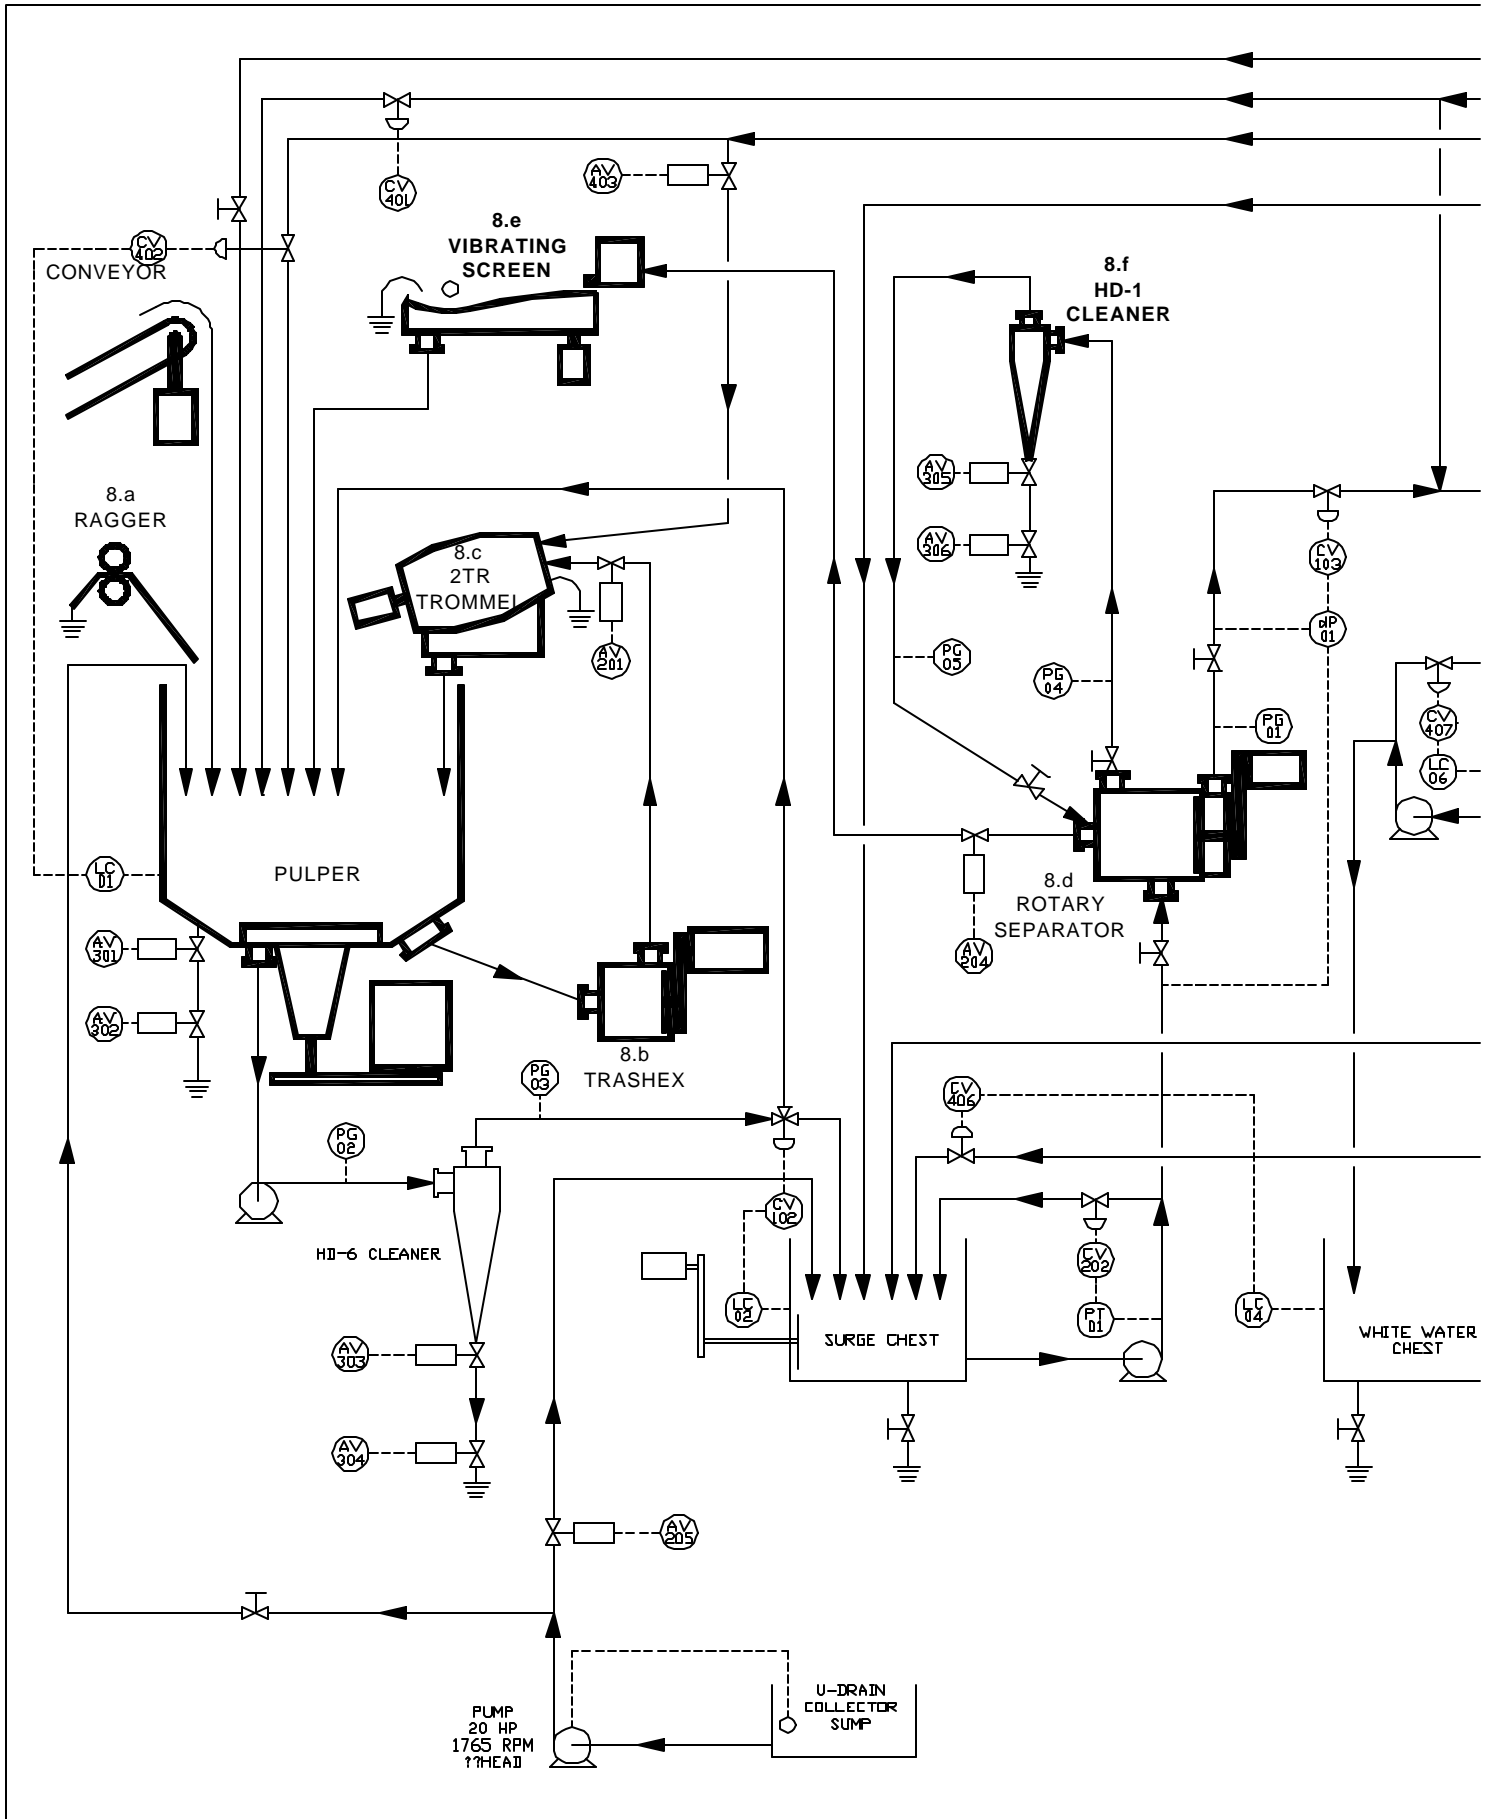 AV
403
CV
401
8.e
VIBRATING
SCREEN
CV
402
CONVEYOR
8.f
HD-1
CLEANER
AV
305
AV
306
8.a
RAGGER
8.c
2TR
TROMMEL
CV
103
dP
01
AV
201
PG
05
PG
04
PG
01
CV
407
LC
06
LC
01
PULPER
8.d
ROTARY
SEPARATOR
AV
301
AV
204
AV
302
8.b
TRASHEX
PG
03
CV
406
PG
02
CV
102
HD-6 CLEANER
CV
202
LC
02
PT
01
LC
04
SURGE CHEST
WHITE WATER
CHEST
AV
303
AV
304
AV
205
U-DRAIN
COLLECTOR
SUMP
PUMP
20 HP
1765 RPM
??HEAD